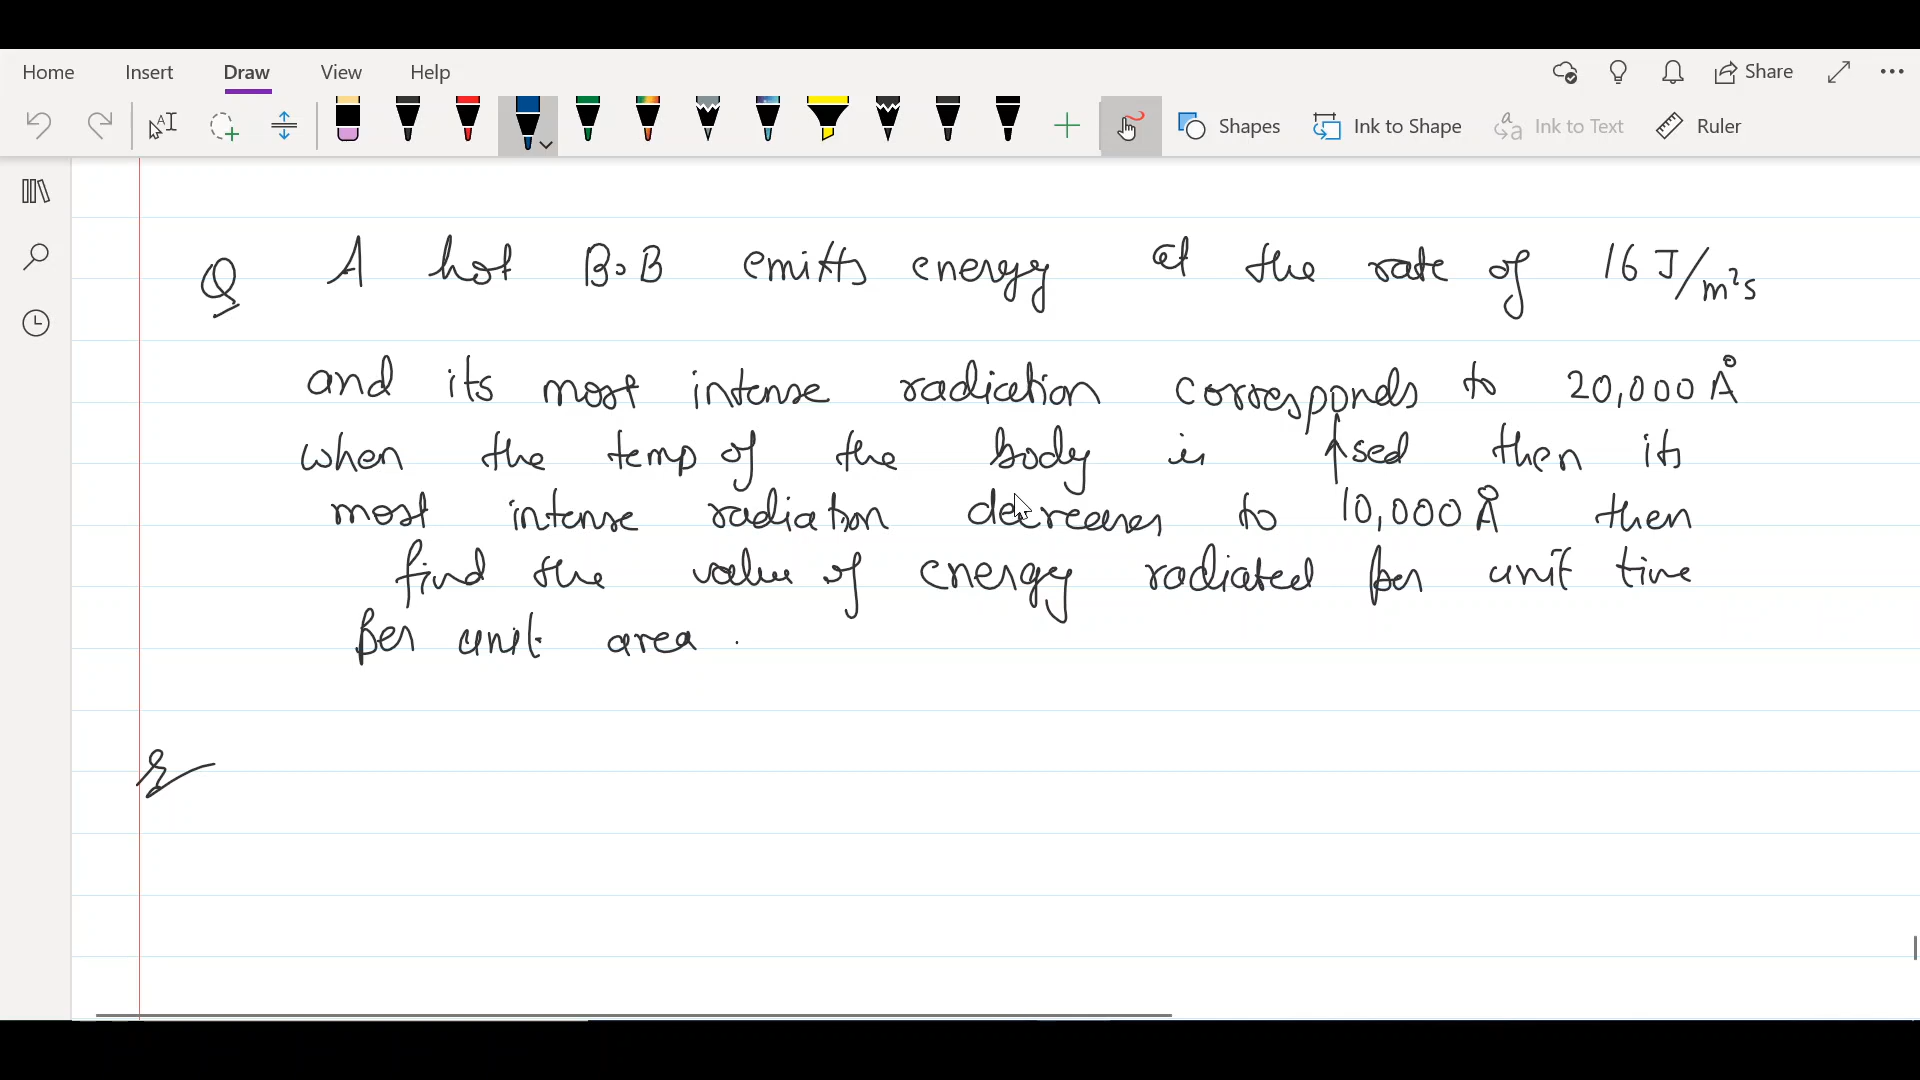 Home Insert Draw View Help Share
Shapes Ink to Shape Ink to Text Ruler
Q A hot B.B emitts energy at the rate of 16 J/m²s
and its most intense radiation corresponds to 20,000 Å
when the temp of the body is ↑sed then its
most intense radiation decreases to 10,000 Å then
find the value of energy radiated per unit time
per unit area.